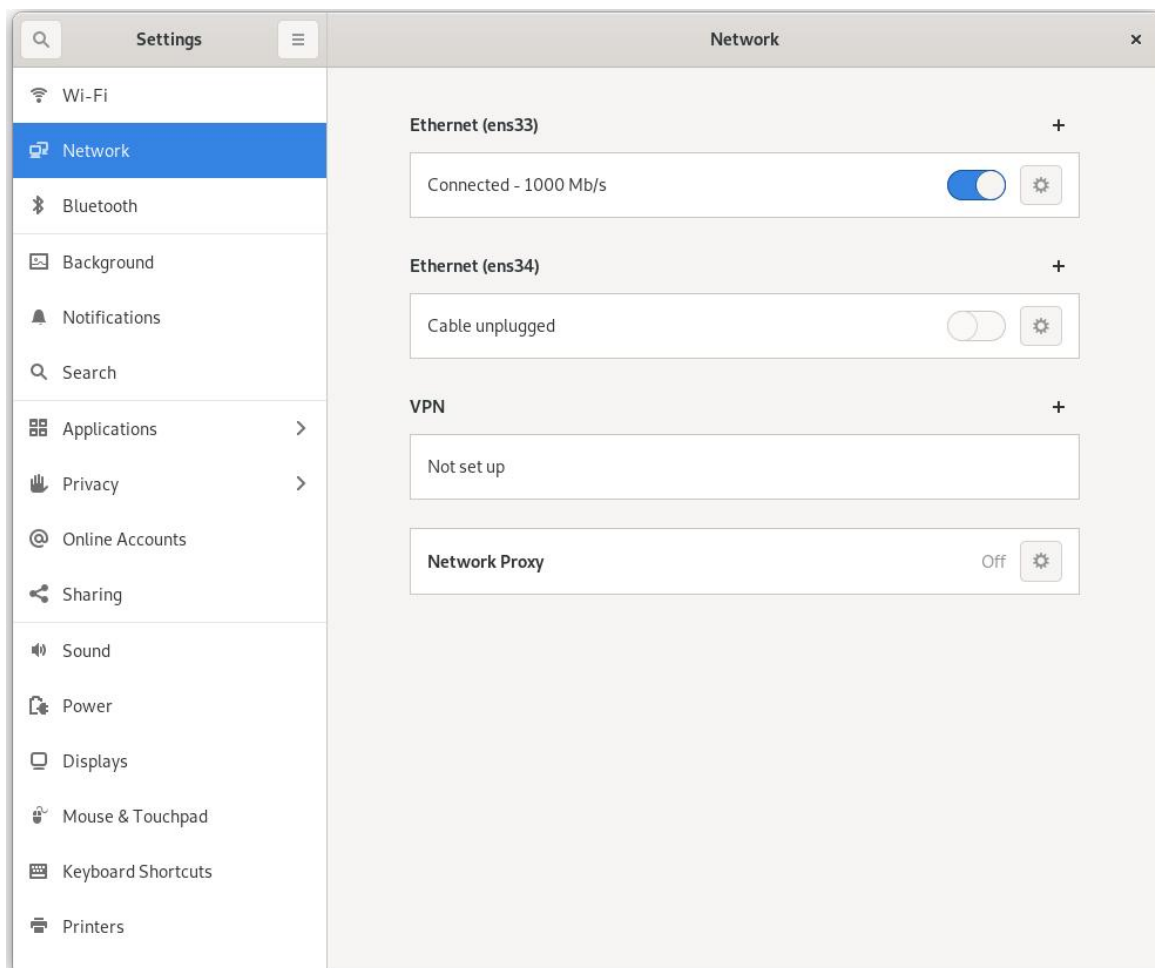 Settings
Network
Wi-Fi
Network
Bluetooth
Background
Notifications
Search
Applications
Privacy
Online Accounts
Sharing
Sound
Power
Displays
Mouse & Touchpad
Keyboard Shortcuts
Printers
Ethernet (ens33)
Connected - 1000 Mb/s
Ethernet (ens34)
Cable unplugged
VPN
Not set up
Network Proxy Off